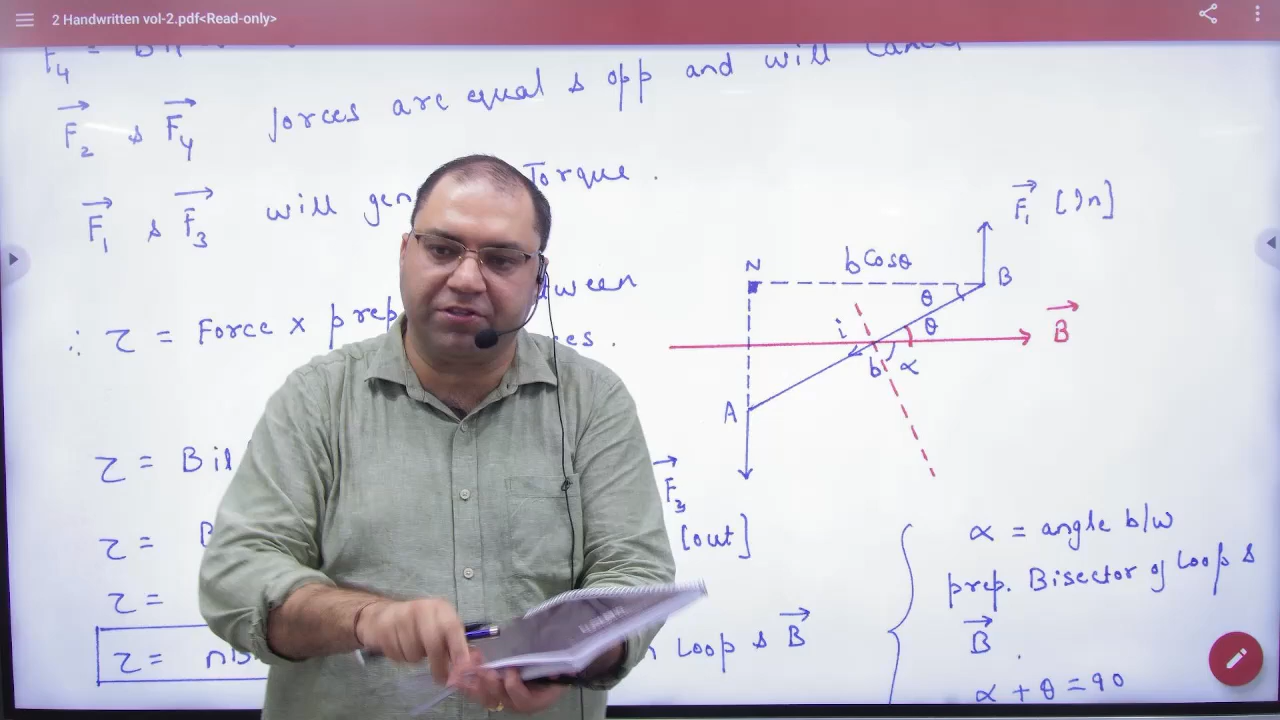 2 Handwritten vol-2.pdf<Read-only>
F₄ =
F₂ & F₄ forces are equal & opp and will cancel
F₁ & F₃ will gen Torque .
∴ τ = Force × prep ween
es .
τ = Bil
τ = B
τ =
τ = nBi
Loop & B
F₁ [In]
N
b Cosθ
B
θ
θ
i
B
b
α
A
F₃
[out]
α = angle b/w
prep. Bisector of Loop &
B .
α + θ = 90